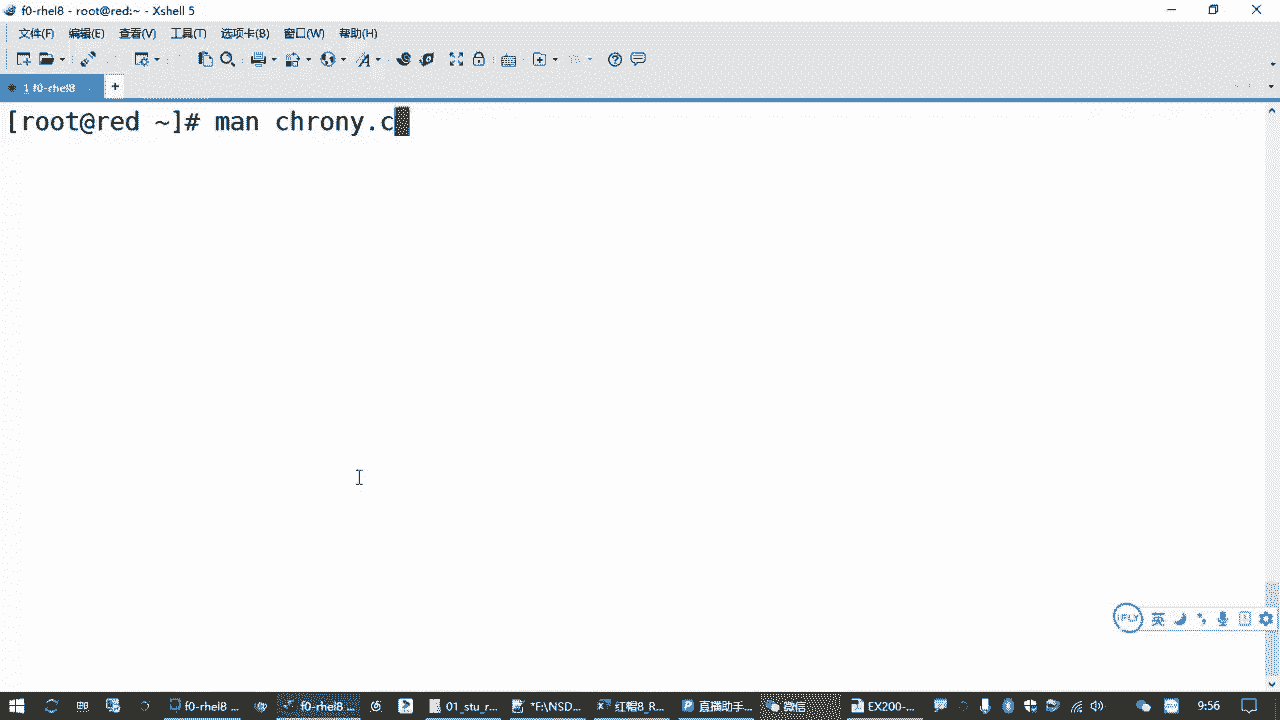 f0-rhel8 - root@red:~ - Xshell 5
文件(F) 编辑(E) 查看(V) 工具(T) 选项卡(B) 窗口(W) 帮助(H)
1 f0-rhel8
[root@red ~]# man chrony.c
iFLY 英
f0-rhel8 ... f0-rhel8 ... 01_stu_r... *F:\NSD... 红帽8_R... 直播助手... 微信 EX200-... 9:56